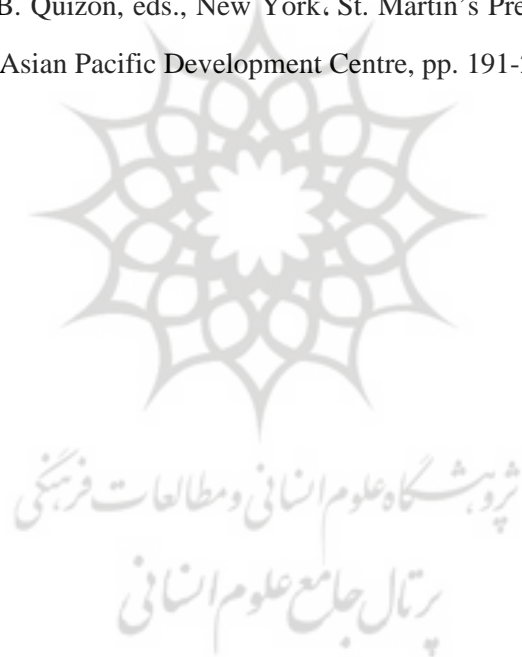 B. Quizon, eds., New York، St. Martin’s Pre
Asian Pacific Development Centre, pp. 191-
پژوهشگاه علوم انسانی و مطالعات فرهنگی
پرتال جامع علوم انسانی